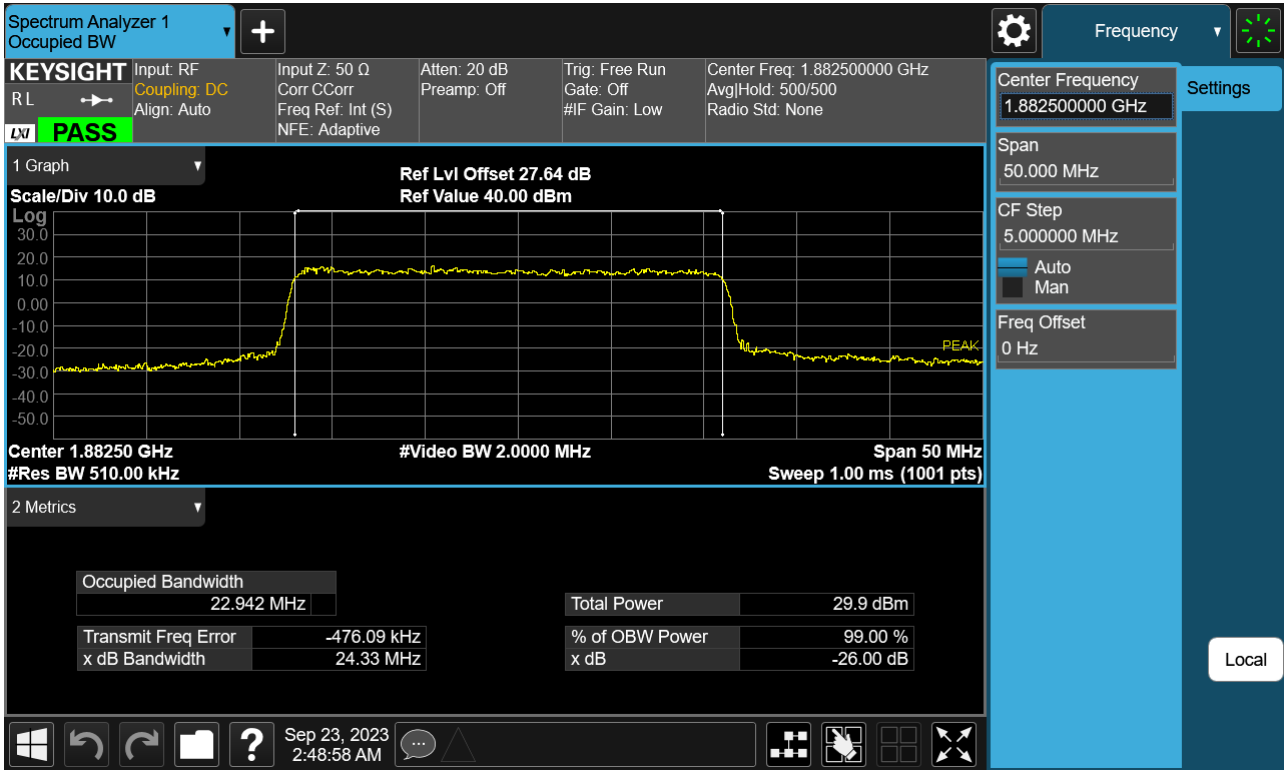 Spectrum Analyzer 1
Occupied BW
Frequency
KEYSIGHT
R L
LXI
PASS
Input: RF
Coupling: DC
Align: Auto
Input Z: 50 Ω
Corr CCorr
Freq Ref: Int (S)
NFE: Adaptive
Atten: 20 dB
Preamp: Off
Trig: Free Run
Gate: Off
#IF Gain: Low
Center Freq: 1.882500000 GHz
Avg|Hold: 500/500
Radio Std: None
Center Frequency
1.882500000 GHz
Settings
Span
50.000 MHz
CF Step
5.000000 MHz
Auto
Man
Freq Offset
0 Hz
Local
1 Graph
Scale/Div 10.0 dB
Ref Lvl Offset 27.64 dB
Ref Value 40.00 dBm
Log
30.0
20.0
10.0
0.00
-10.0
-20.0
-30.0
-40.0
-50.0
PEAK
Center 1.88250 GHz
#Video BW 2.0000 MHz
Span 50 MHz
#Res BW 510.00 kHz
Sweep 1.00 ms (1001 pts)
2 Metrics
Occupied Bandwidth
22.942 MHz
Total Power 29.9 dBm
Transmit Freq Error -476.09 kHz
% of OBW Power 99.00 %
x dB Bandwidth 24.33 MHz
x dB -26.00 dB
?
Sep 23, 2023
2:48:58 AM